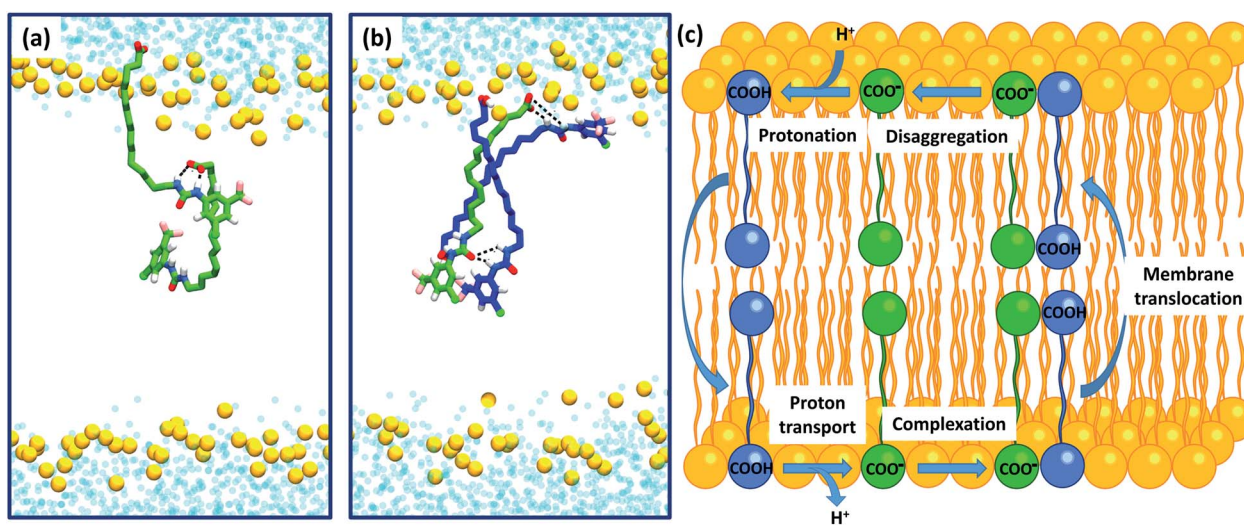 (a)
(b)
(c)
H⁺
COOH
COO⁻
COO⁻
Protonation
Disaggregation
COOH
COOH
Membrane
translocation
Proton
transport
Complexation
COOH
COO⁻
COO⁻
H⁺